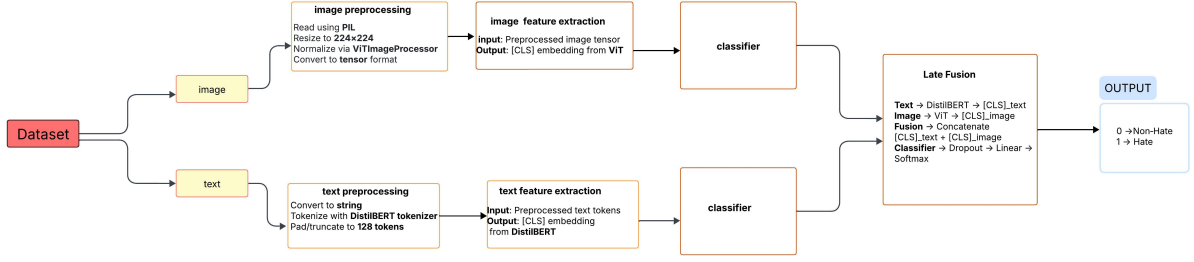 Dataset
image
text
image preprocessing
Read using PIL
Resize to 224×224
Normalize via ViTImageProcessor
Convert to tensor format
image feature extraction
input: Preprocessed image tensor
Output: [CLS] embedding from ViT
classifier
text preprocessing
Convert to string
Tokenize with DistilBERT tokenizer
Pad/truncate to 128 tokens
text feature extraction
Input: Preprocessed text tokens
Output: [CLS] embedding
from DistilBERT
classifier
Late Fusion
Text → DistilBERT → [CLS]_text
Image → ViT → [CLS]_image
Fusion → Concatenate
[CLS]_text + [CLS]_image
Classifier → Dropout → Linear →
Softmax
OUTPUT
0 →Non-Hate
1 → Hate